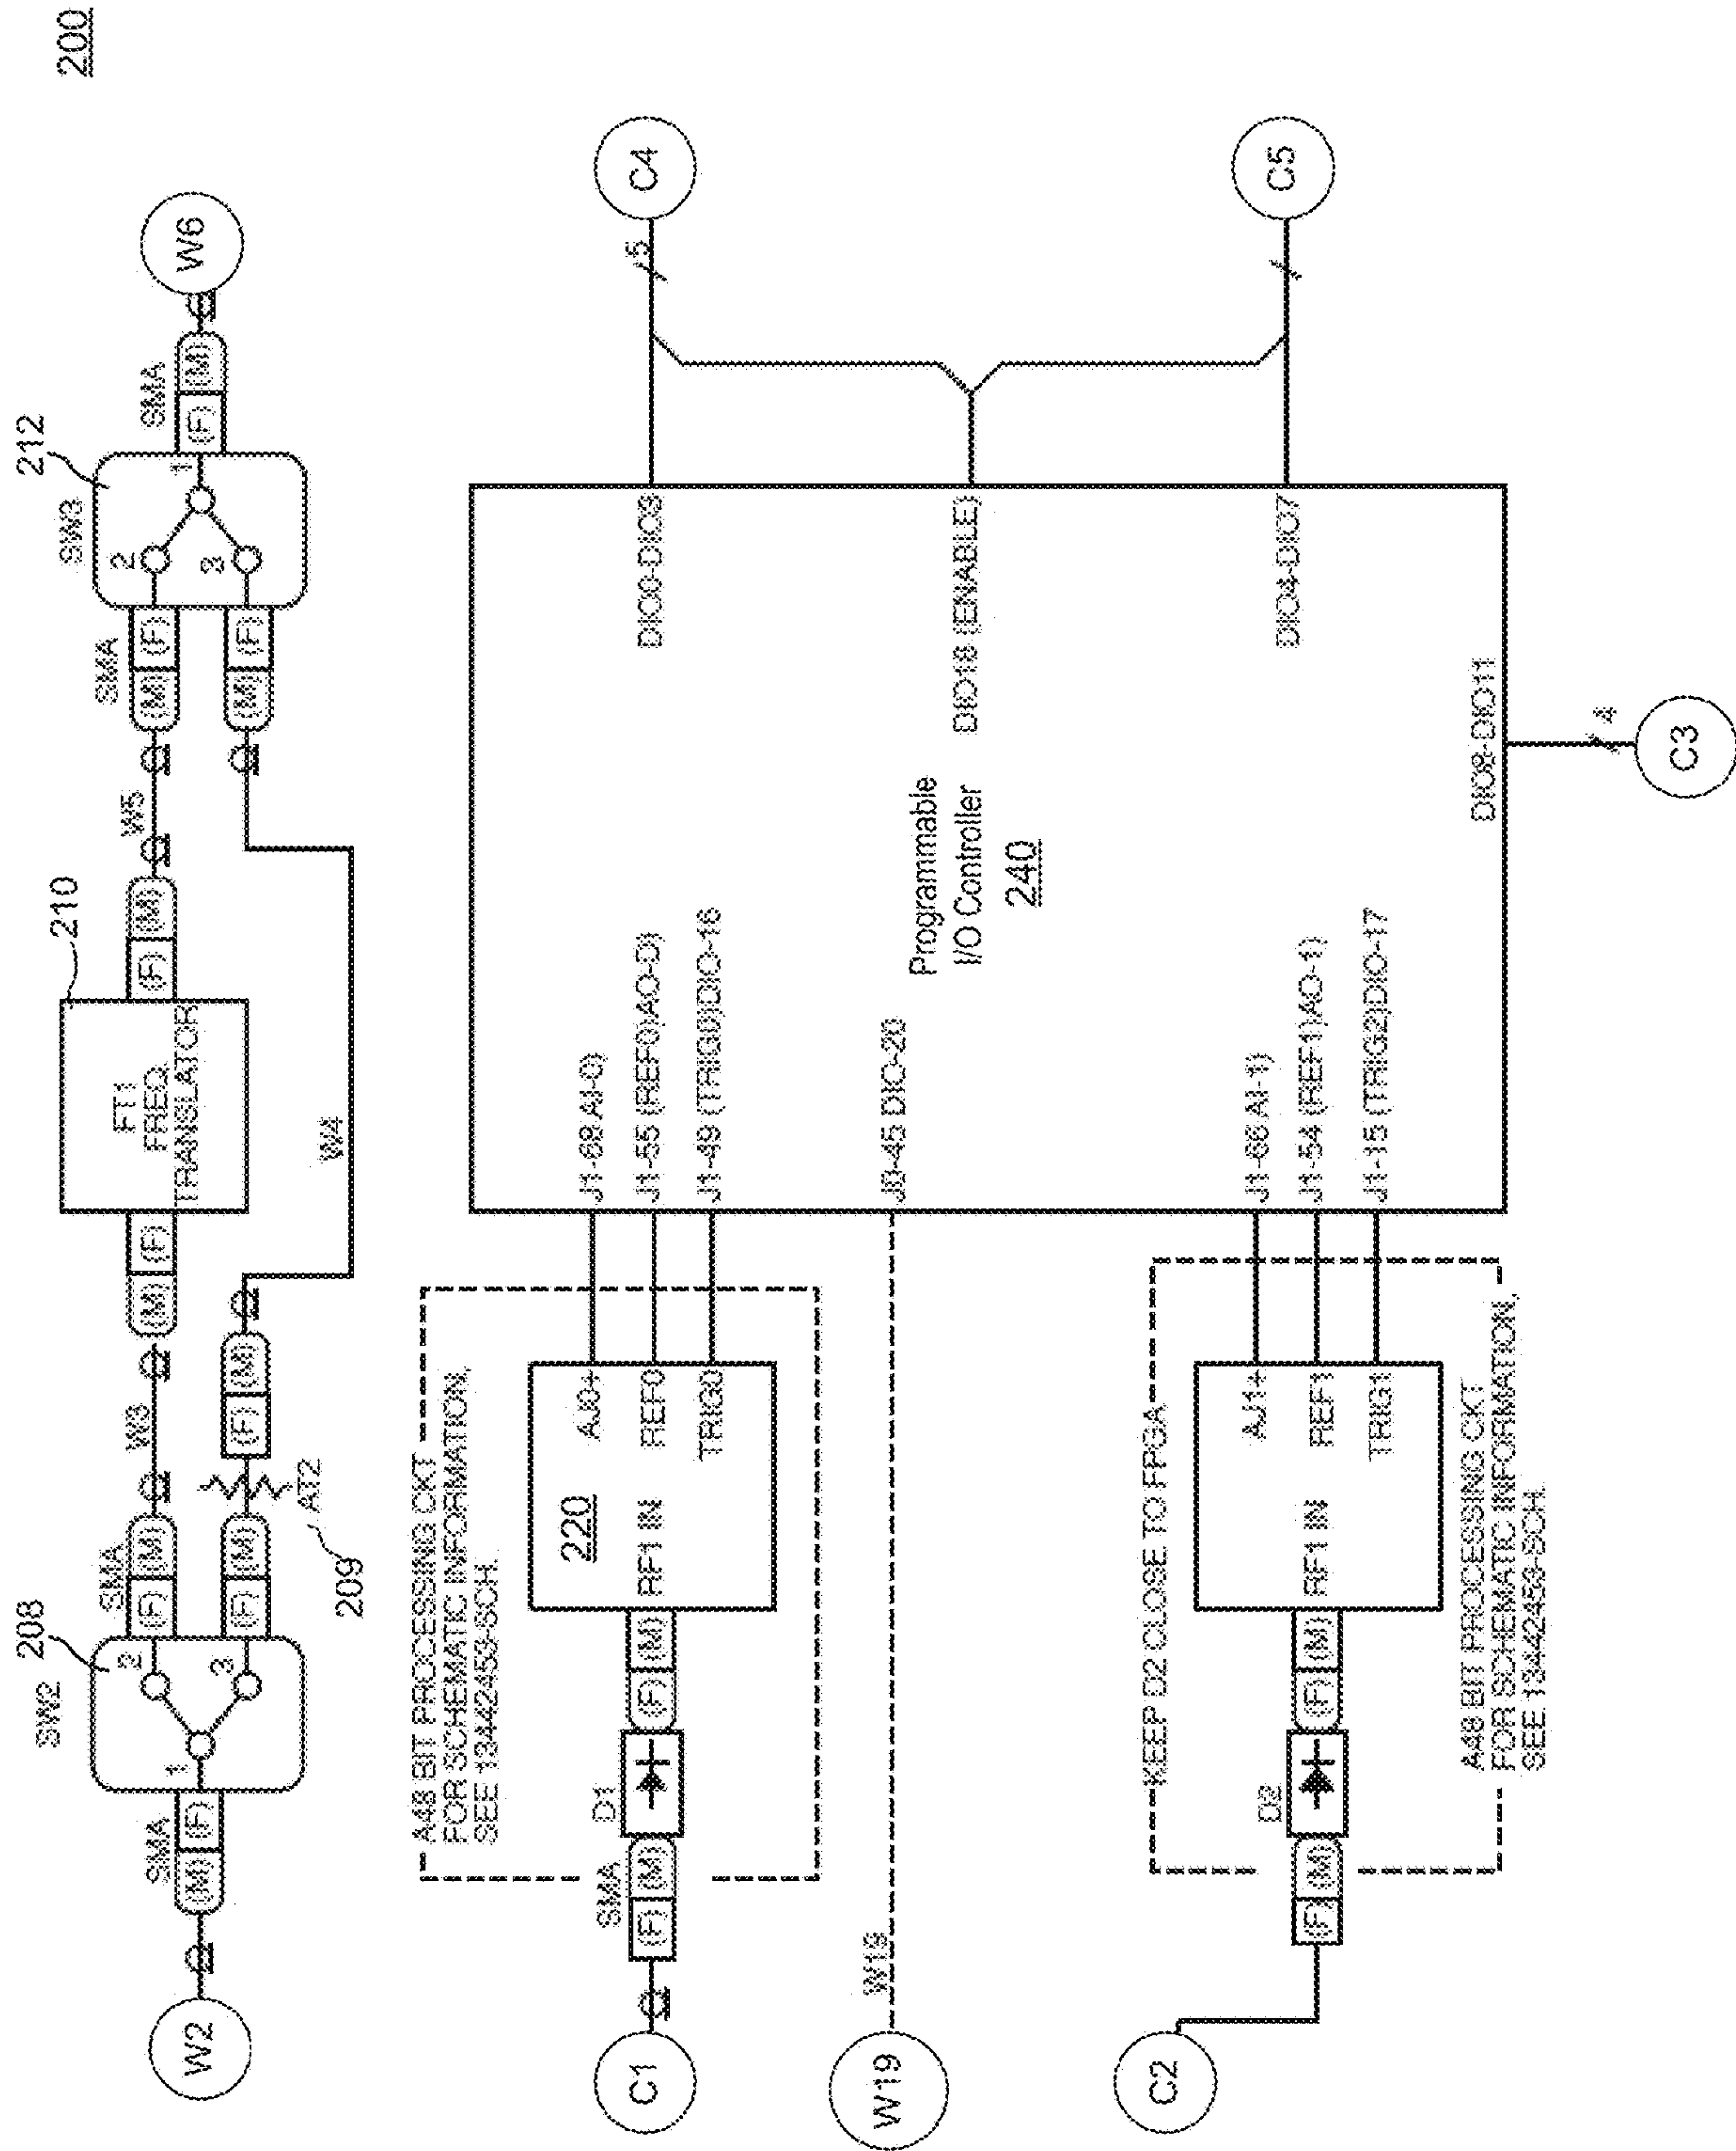 200
W2
SMA
(M) (F)
SW2
208
1
2
3
SMA
(F) (M)
(F) (M)
W3
209
AT2
(F) (M)
W4
(M) (F)
FT1
FREQ
TRANSLATOR
210
(F) (M)
W5
SMA
(M) (F)
(M) (F)
SW3
212
2
3
1
SMA
(F) (M)
W6
A48 BIT PROCESSING CKT
FOR SCHEMATIC INFORMATION,
SEE 13442453-SCH.
C1
SMA
(F) (M)
D1
(F) (M)
220
RF1 IN
AJ0+
REF0
TRIG0
J1-68 AI-0)
J1-55 (REF0)AO-0)
J1-49 (TRIG0)DIO-16
W19
W19
J0-45 DIO-20
Programmable
I/O Controller
240
DIO18 (ENABLE)
C4
5
C5
DIO4-DIO7
KEEP D2 CLOSE TO FPGA
C2
(F) (M)
D2
(F) (M)
RF1 IN
AJ1+
REF1
TRIG1
J1-66 AI-1)
J1-54 (REF1)AO-1)
J1-15 (TRIG2)DIO-17
A48 BIT PROCESSING CKT
FOR SCHEMATIC INFORMATION,
SEE 13442453-SCH.
DIO8-DIO11
4
C3